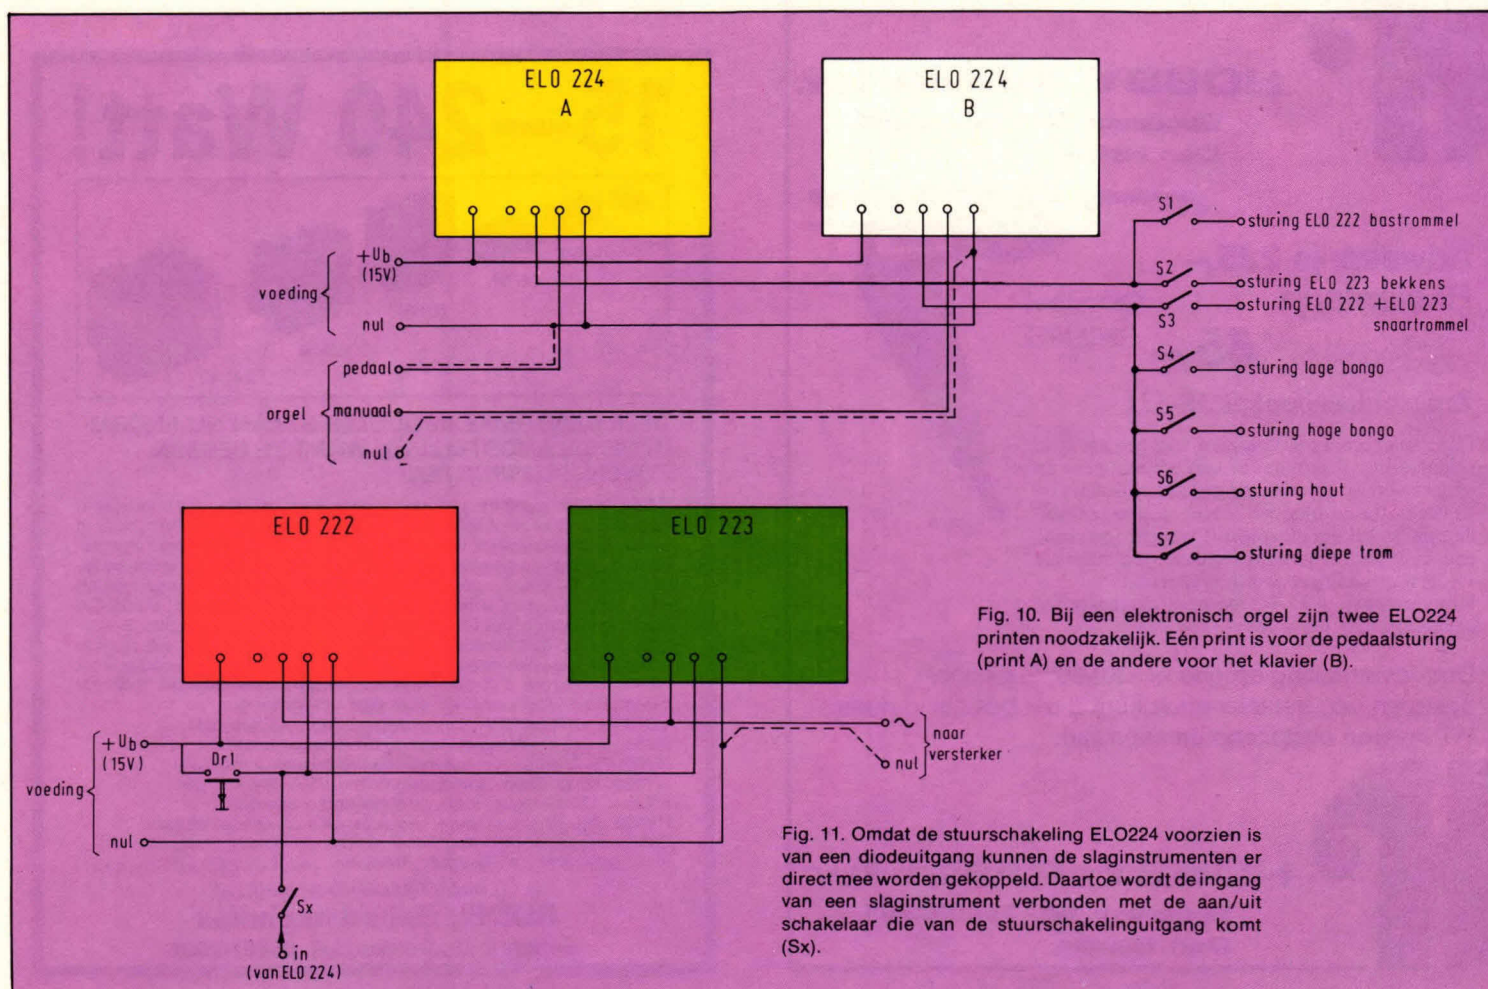 ELO 224
A
ELO 224
B
+Ub
(15V)
voeding
nul
pedaal
orgel
manuaal
nul
S1
sturing ELO 222 bastrommel
S2
sturing ELO 223 bekkens
S3
sturing ELO 222 + ELO 223
snaartrommel
S4
sturing lage bongo
S5
sturing hoge bongo
S6
sturing hout
S7
sturing diepe trom
Fig. 10. Bij een elektronisch orgel zijn twee ELO224
printen noodzakelijk. Eén print is voor de pedaalsturing
(print A) en de andere voor het klavier (B).
ELO 222
ELO 223
+Ub
(15V)
Dr1
voeding
nul
Sx
in
(van ELO 224)
naar
versterker
nul
Fig. 11. Omdat de stuurschakeling ELO224 voorzien is
van een diodeuitgang kunnen de slaginstrumenten er
direct mee worden gekoppeld. Daartoe wordt de ingang
van een slaginstrument verbonden met de aan/uit
schakelaar die van de stuurschakelinguitgang komt
(Sx).
15-240 Watt!